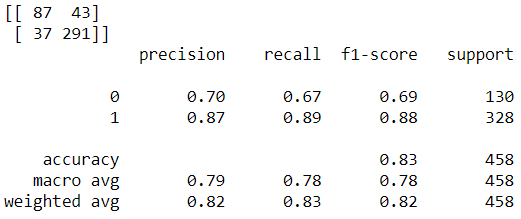 [[ 87  43]
 [ 37 291]]
              precision    recall  f1-score   support

           0       0.70      0.67      0.69       130
           1       0.87      0.89      0.88       328

    accuracy                           0.83       458
   macro avg       0.79      0.78      0.78       458
weighted avg       0.82      0.83      0.82       458